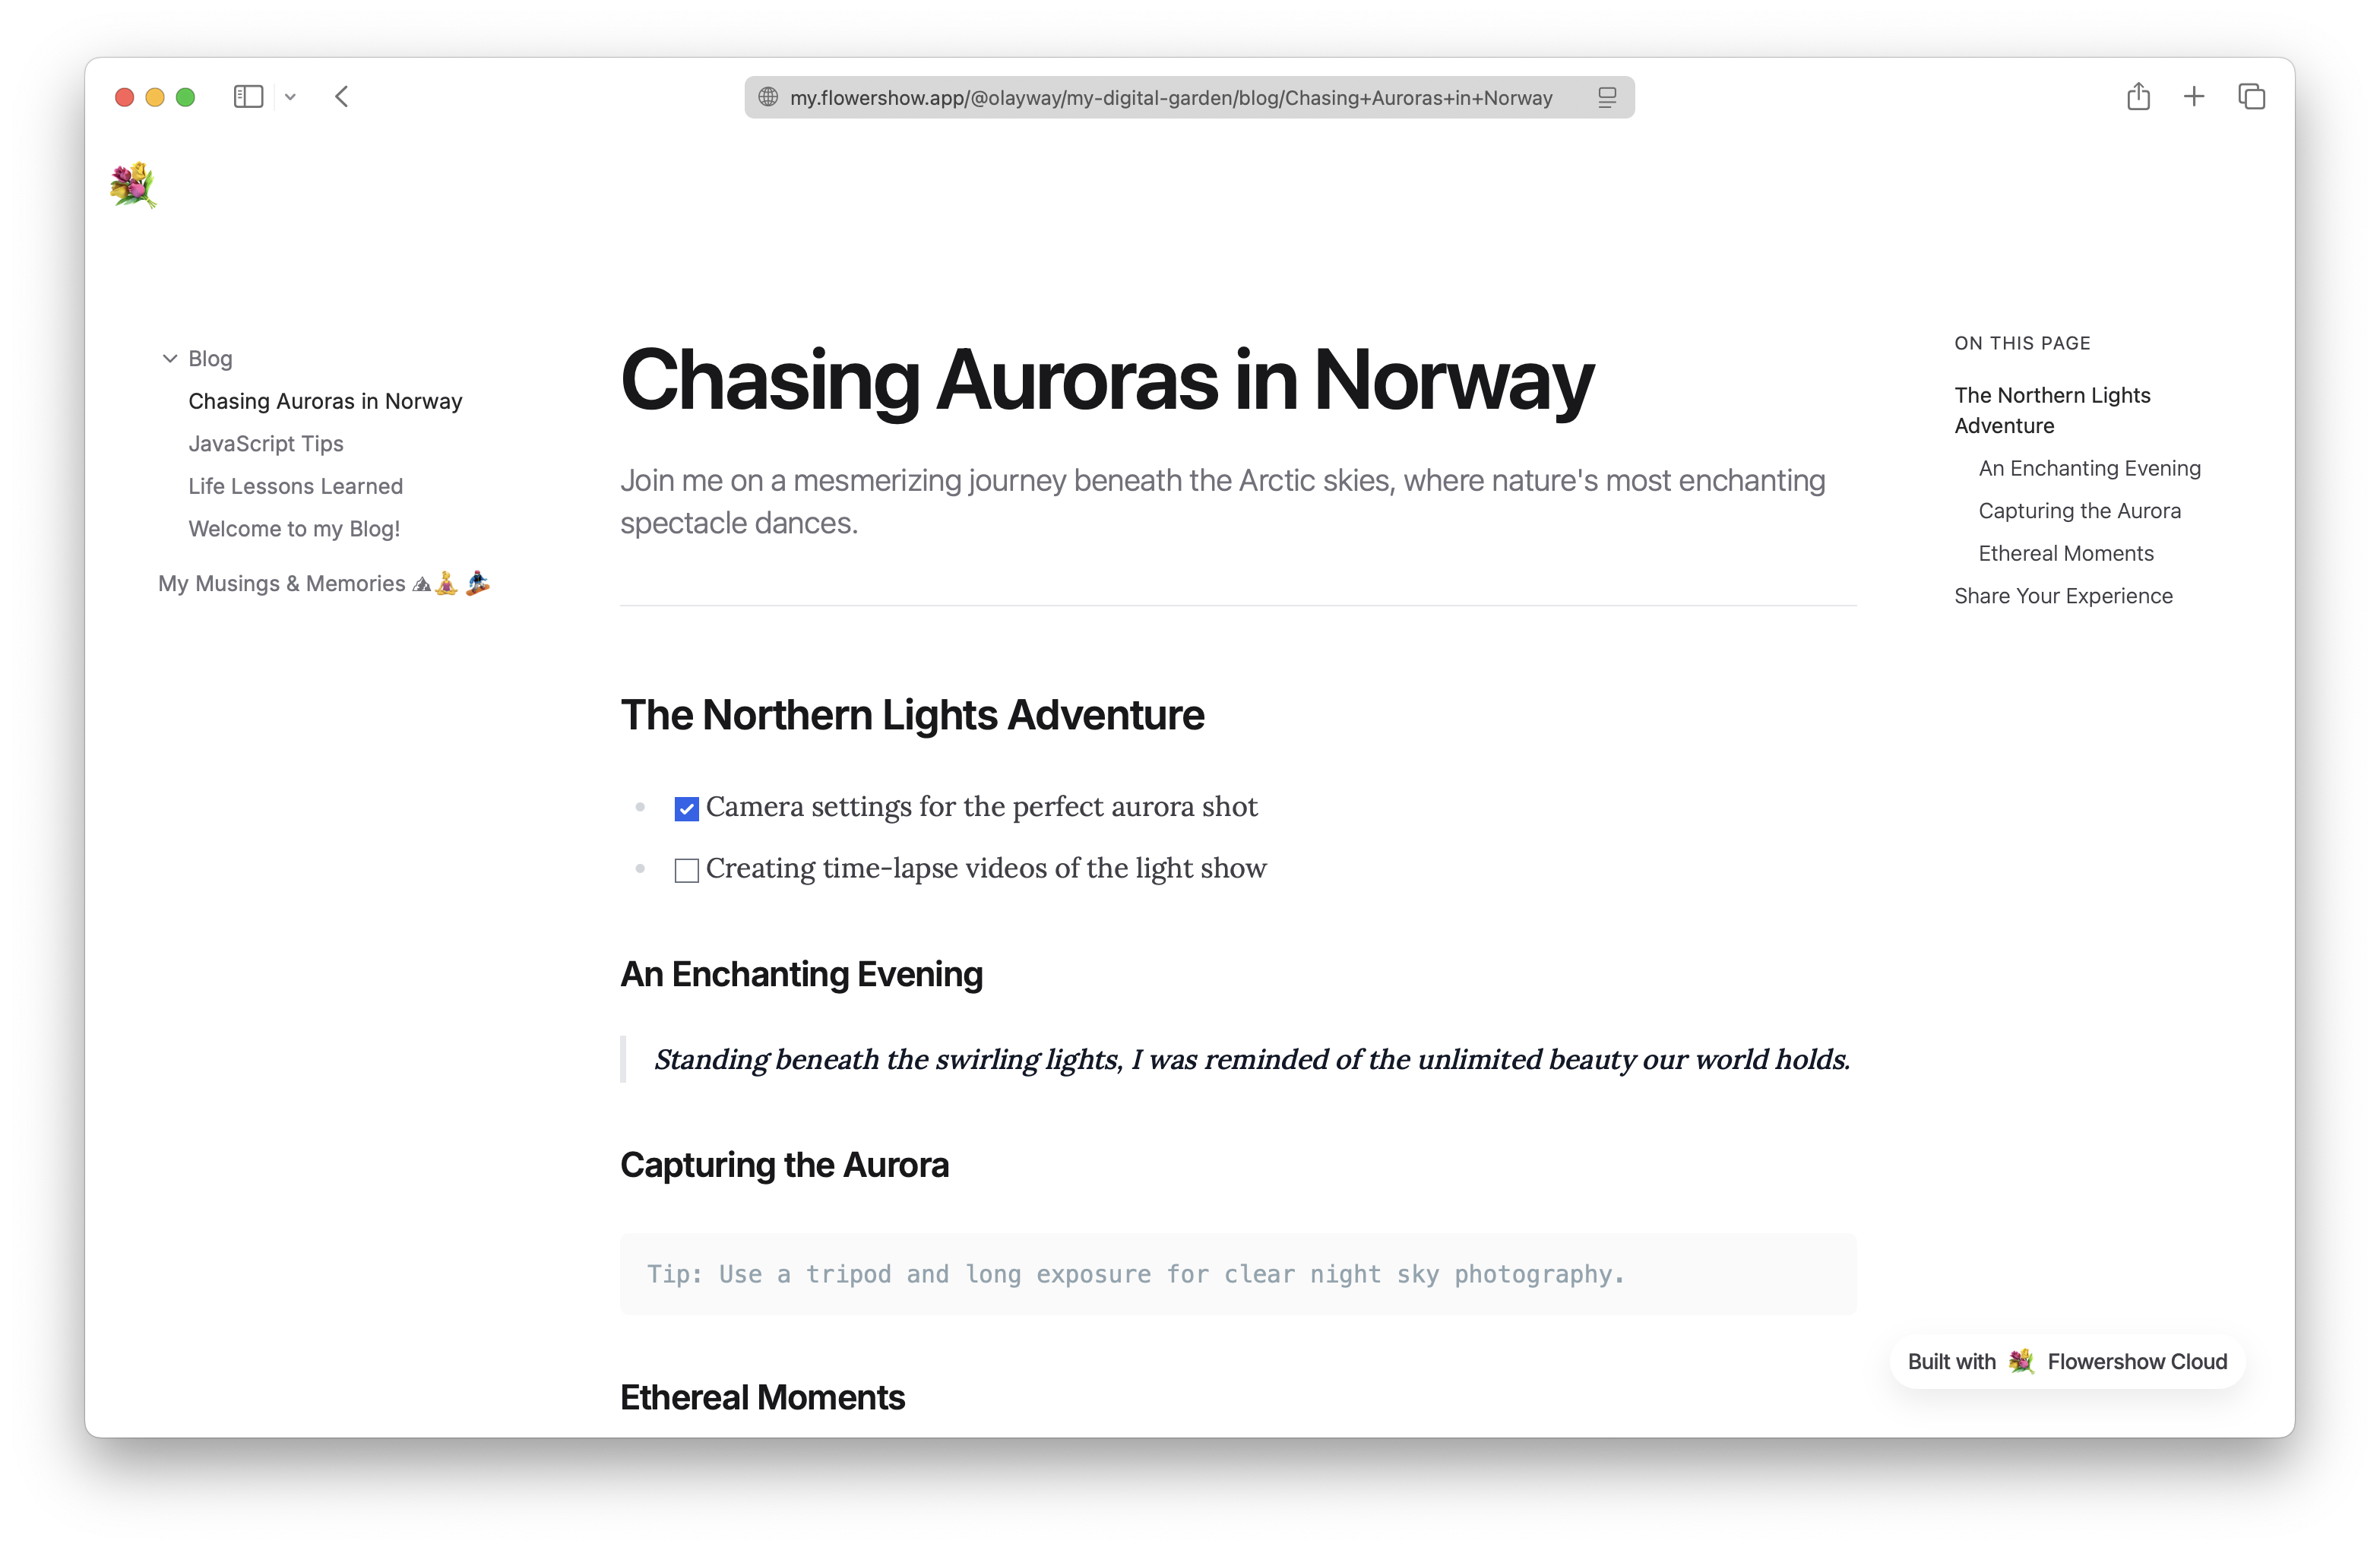 my.flowershow.app/@olayway/my-digital-garden/blog/Chasing+Auroras+in+Norway
Blog
Chasing Auroras in Norway
JavaScript Tips
Life Lessons Learned
Welcome to my Blog!
My Musings & Memories 🏔🧘‍♀️ 🏂
Chasing Auroras in Norway
Join me on a mesmerizing journey beneath the Arctic skies, where nature's most enchanting
spectacle dances.
The Northern Lights Adventure
Camera settings for the perfect aurora shot
Creating time-lapse videos of the light show
An Enchanting Evening
Standing beneath the swirling lights, I was reminded of the unlimited beauty our world holds.
Capturing the Aurora
Tip: Use a tripod and long exposure for clear night sky photography.
Ethereal Moments
ON THIS PAGE
The Northern Lights
Adventure
An Enchanting Evening
Capturing the Aurora
Ethereal Moments
Share Your Experience
Built with 💐 Flowershow Cloud